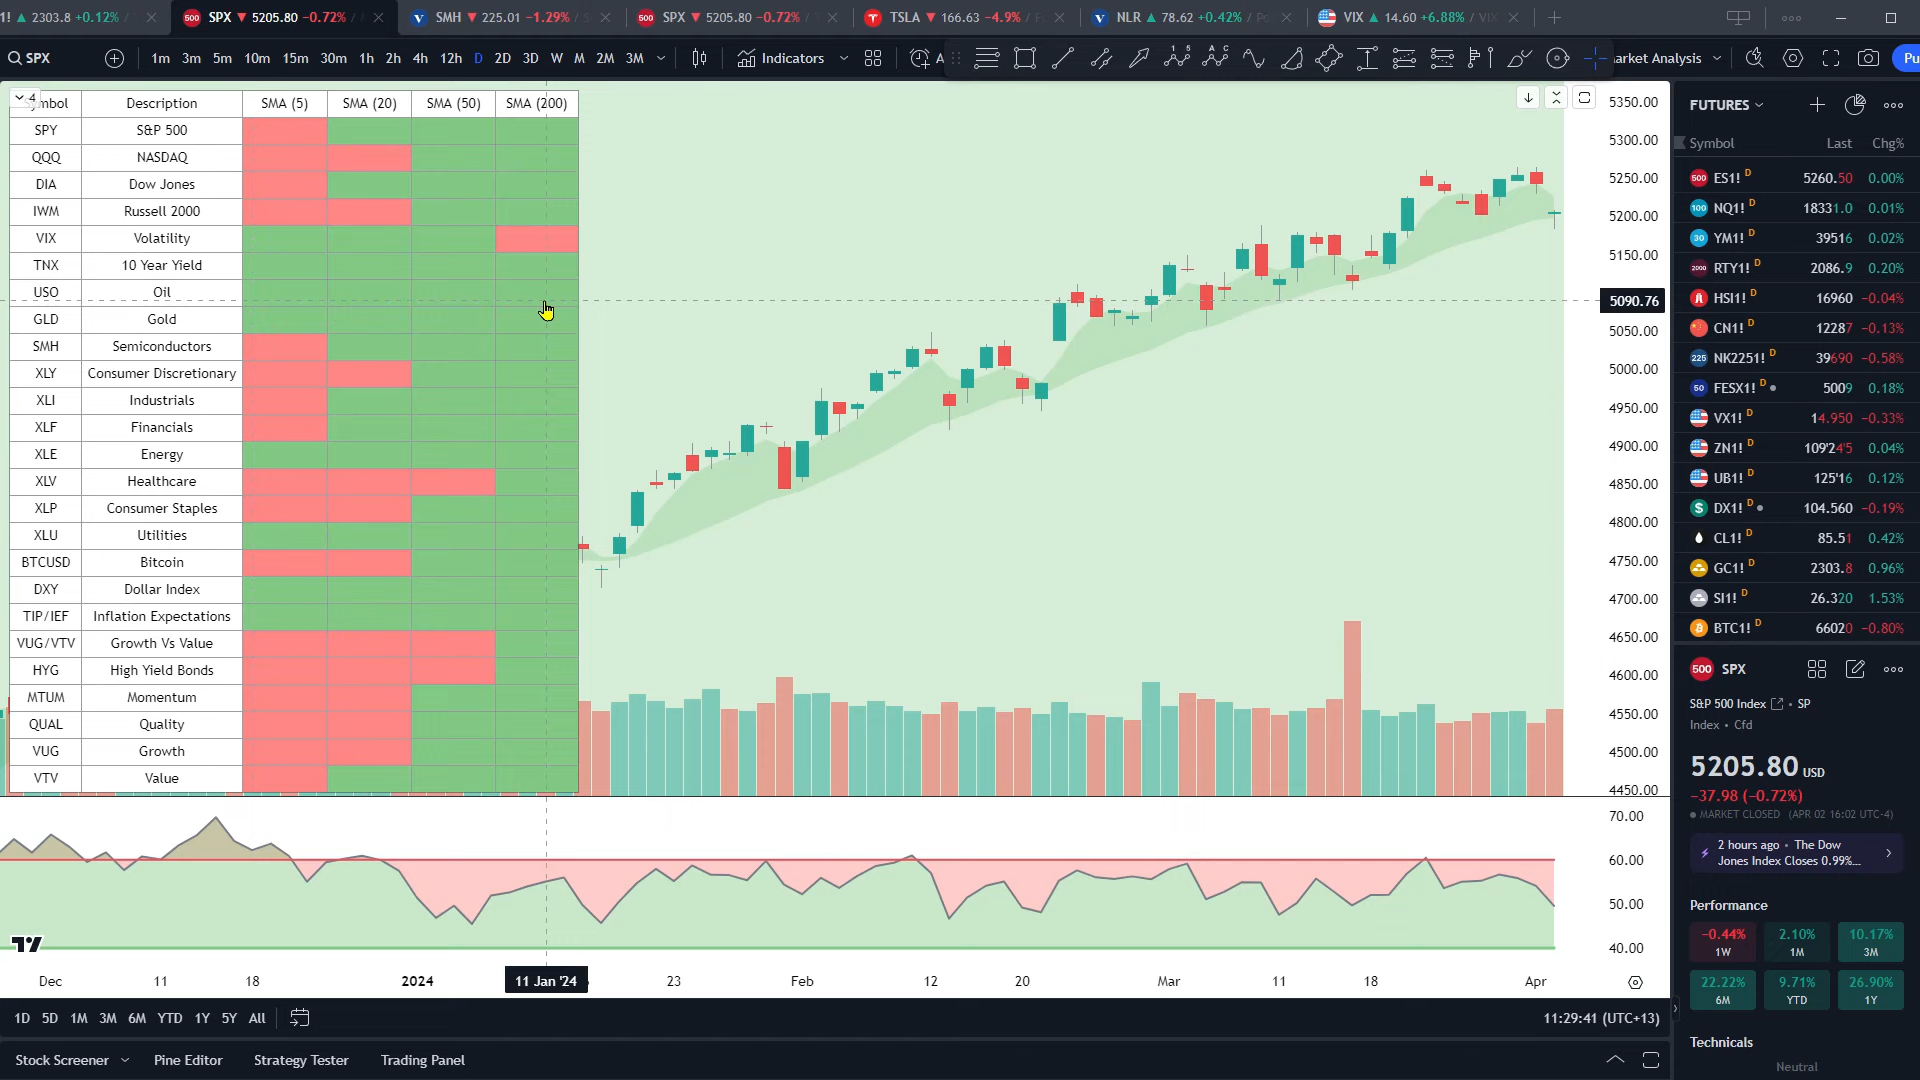 1! ▲ 2303.8 +0.12% /
SPX ▼ 5205.80 −0.72% /
SMH ▼ 225.01 −1.29% /
SPX ▼ 5205.80 −0.72% /
TSLA ▼ 166.63 −4.9% /
NLR ▲ 78.62 +0.42% /
VIX ▲ 14.60 +6.88% / VIX
SPX 1m 3m 5m 10m 15m 30m 1h 2h 4h 12h D 2D 3D W M 2M 3M Indicators A arket Analysis Pu
4 Symbol Description SMA (5) SMA (20) SMA (50) SMA (200)
SPY S&P 500
QQQ NASDAQ
DIA Dow Jones
IWM Russell 2000
VIX Volatility
TNX 10 Year Yield
USO Oil
GLD Gold
SMH Semiconductors
XLY Consumer Discretionary
XLI Industrials
XLF Financials
XLE Energy
XLV Healthcare
XLP Consumer Staples
XLU Utilities
BTCUSD Bitcoin
DXY Dollar Index
TIP/IEF Inflation Expectations
VUG/VTV Growth Vs Value
HYG High Yield Bonds
MTUM Momentum
QUAL Quality
VUG Growth
VTV Value
5350.00
5300.00
5250.00
5200.00
5150.00
5090.76
5050.00
5000.00
4950.00
4900.00
4850.00
4800.00
4750.00
4700.00
4650.00
4600.00
4550.00
4500.00
4450.00
70.00
60.00
50.00
40.00
Dec 11 18 2024 11 Jan '24 23 Feb 12 20 Mar 11 18 Apr
1D 5D 1M 3M 6M YTD 1Y 5Y All 11:29:41 (UTC+13)
Stock Screener Pine Editor Strategy Tester Trading Panel
FUTURES
Symbol Last Chg%
500 ES1! D 5260.50 0.00%
100 NQ1! D 18331.0 0.01%
30 YM1! D 39516 0.02%
2000 RTY1! D 2086.9 0.20%
HSI1! D 16960 −0.04%
CN1! D 12287 −0.13%
225 NK2251! D 39690 −0.58%
50 FESX1! D 5009 0.18%
VX1! D 14.950 −0.33%
ZN1! D 109'24'5 0.04%
UB1! D 125'16 0.12%
DX1! D 104.560 −0.19%
CL1! D 85.51 0.42%
GC1! D 2303.8 0.96%
SI1! D 26.320 1.53%
BTC1! D 66020 −0.80%
500 SPX
S&P 500 Index • SP
Index • Cfd
5205.80 USD
−37.98 (−0.72%)
MARKET CLOSED (APR 02 16:02 UTC-4)
2 hours ago • The Dow
Jones Index Closes 0.99%...
Performance
−0.44% 2.10% 10.17%
1W 1M 3M
22.22% 9.71% 26.90%
6M YTD 1Y
Technicals
Neutral